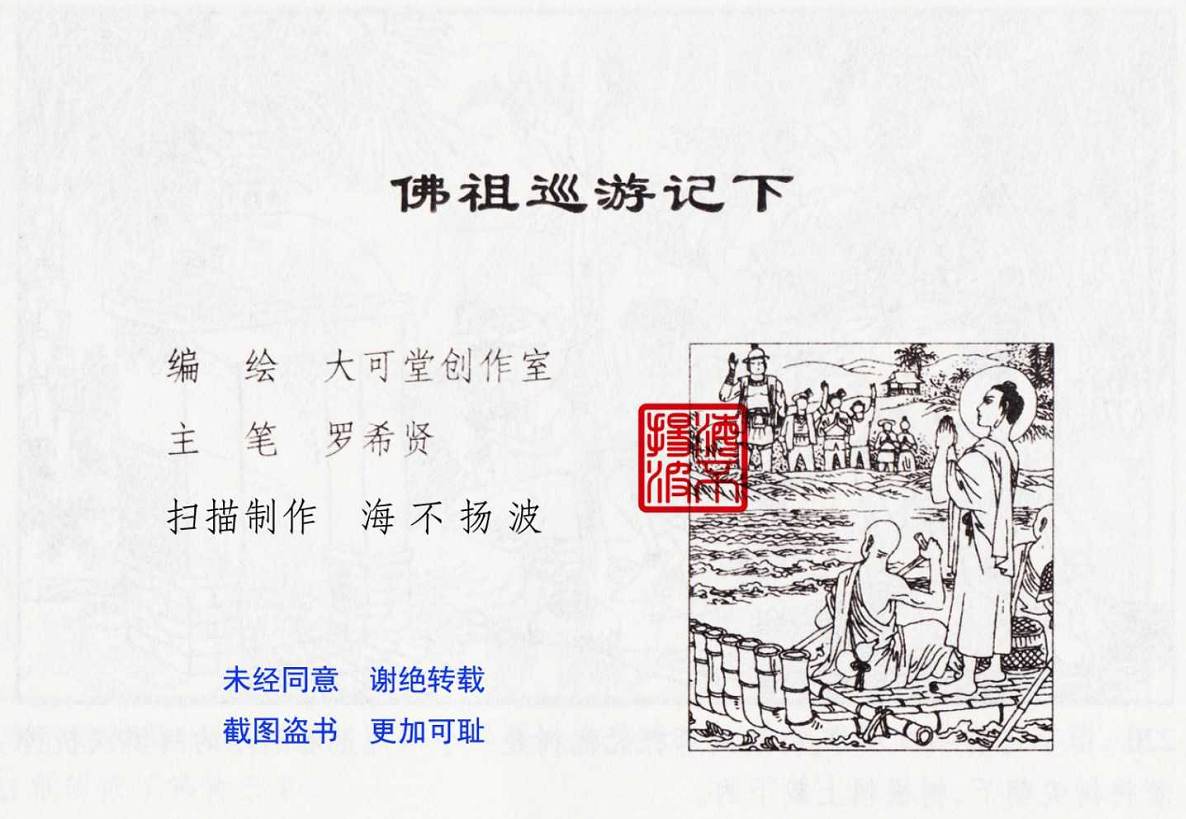 佛祖巡游记下
编 绘 大可堂创作室
主 笔 罗希贤
扫描制作 海不扬波
未经同意 谢绝转载
截图盗书 更加可耻
海不
扬波